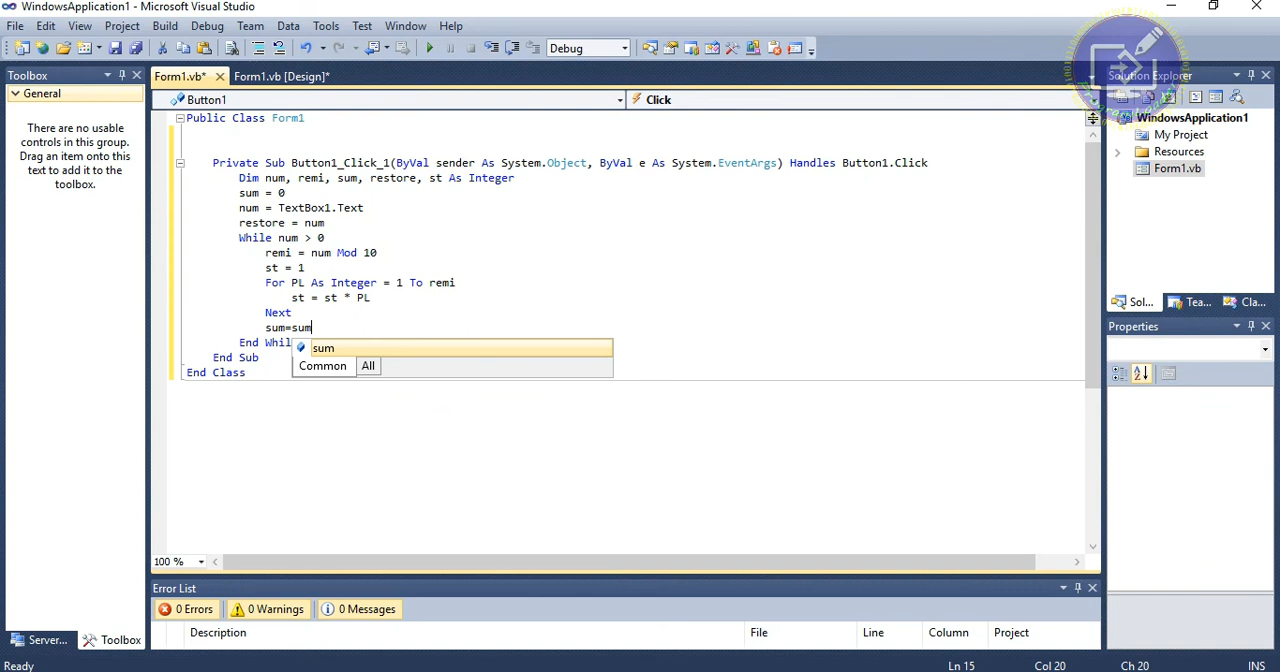 WindowsApplication1 - Microsoft Visual Studio
File Edit View Project Build Debug Team Data Tools Test Window Help
Debug
Toolbox
General
There are no usable
controls in this group.
Drag an item onto this
text to add it to the
toolbox.
Server... Toolbox
Form1.vb* Form1.vb [Design]*
Button1 Click
Public Class Form1
Private Sub Button1_Click_1(ByVal sender As System.Object, ByVal e As System.EventArgs) Handles Button1.Click
Dim num, remi, sum, restore, st As Integer
sum = 0
num = TextBox1.Text
restore = num
While num > 0
remi = num Mod 10
st = 1
For PL As Integer = 1 To remi
st = st * PL
Next
sum=sum
End Whil
sum
Common All
End Sub
End Class
100 %
Error List
0 Errors 0 Warnings 0 Messages
Description File Line Column Project
Solution Explorer
WindowsApplication1
My Project
Resources
Form1.vb
Sol... Tea... Cla...
Properties
Ready Ln 15 Col 20 Ch 20 INS